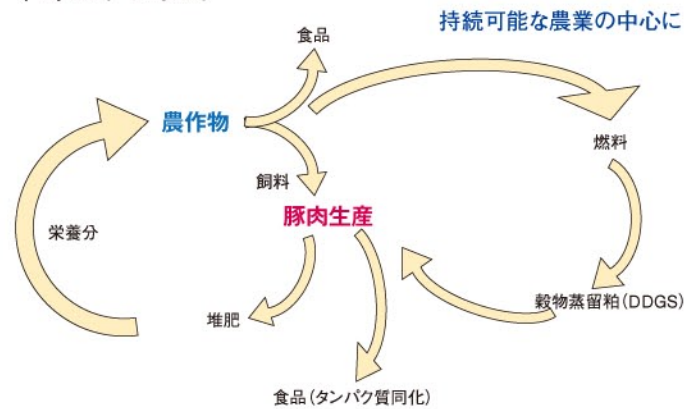 持続可能な農業の中心に
食品
農作物
燃料
飼料
豚肉生産
栄養分
穀物蒸留粕(DDGS)
堆肥
食品(タンパク質同化)